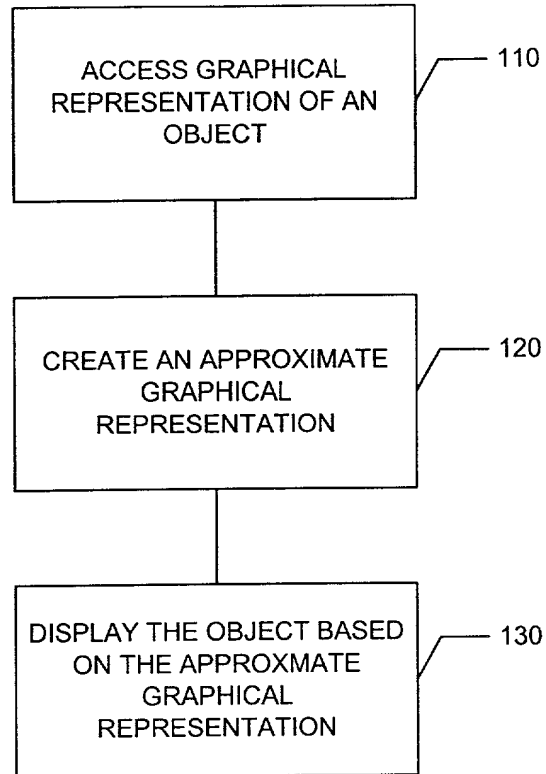 ACCESS GRAPHICAL
REPRESENTATION OF AN
OBJECT
110
CREATE AN APPROXIMATE
GRAPHICAL
REPRESENTATION
120
DISPLAY THE OBJECT BASED
ON THE APPROXMATE
GRAPHICAL
REPRESENTATION
130